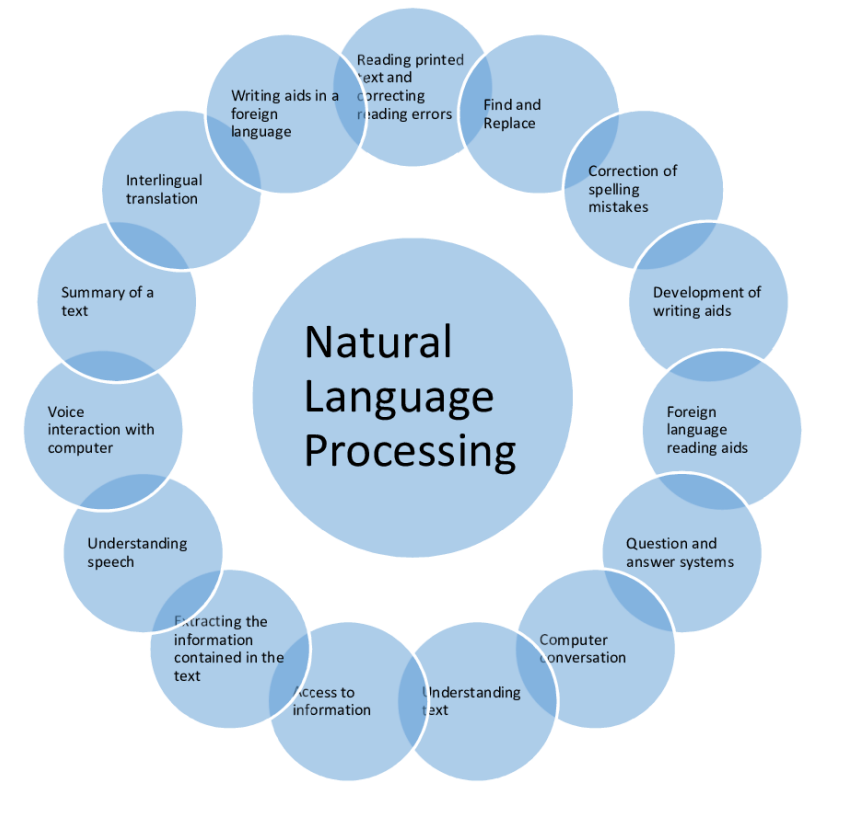 Reading printed
text and
correcting
reading errors
Find and
Replace
Correction of
spelling
mistakes
Development of
writing aids
Foreign
language
reading aids
Question and
answer systems
Computer
conversation
Understanding
text
Access to
information
Extracting the
information
contained in the
text
Understanding
speech
Voice
interaction with
computer
Summary of a
text
Interlingual
translation
Writing aids in a
foreign
language
Natural
Language
Processing